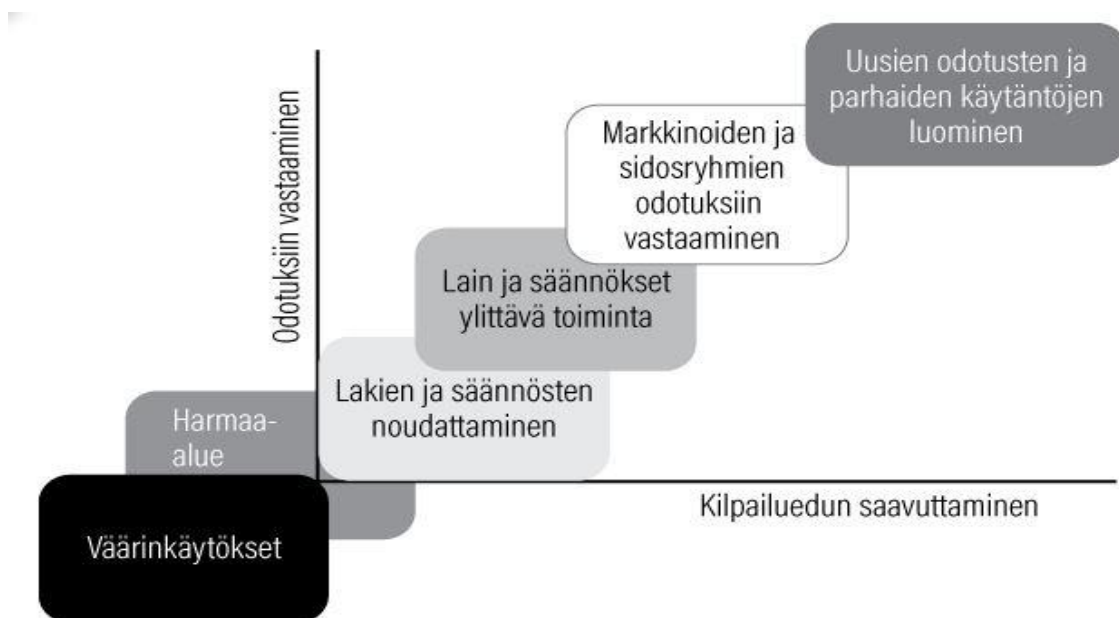 Uusien odotusten ja
parhaiden käytäntöjen
luominen
Markkinoiden ja
sidosryhmien
odotuksiin
vastaaminen
Odotuksiin vastaaminen
Lain ja säännökset
ylittävä toiminta
Lakien ja säännösten
noudattaminen
Harmaa-
alue
Kilpailuedun saavuttaminen
Väärinkäytökset